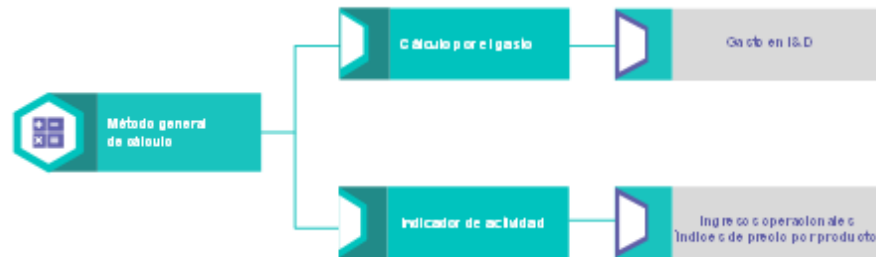 Cálculo por el gasto
Gasto en I&D
Método general
de cálculo
Indicador de actividad
Ingresos operacionales
Índices de precio por producto